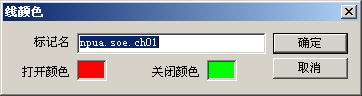 线颜色
标记名 npua.soe.ch01 确定
打开颜色 关闭颜色 取消